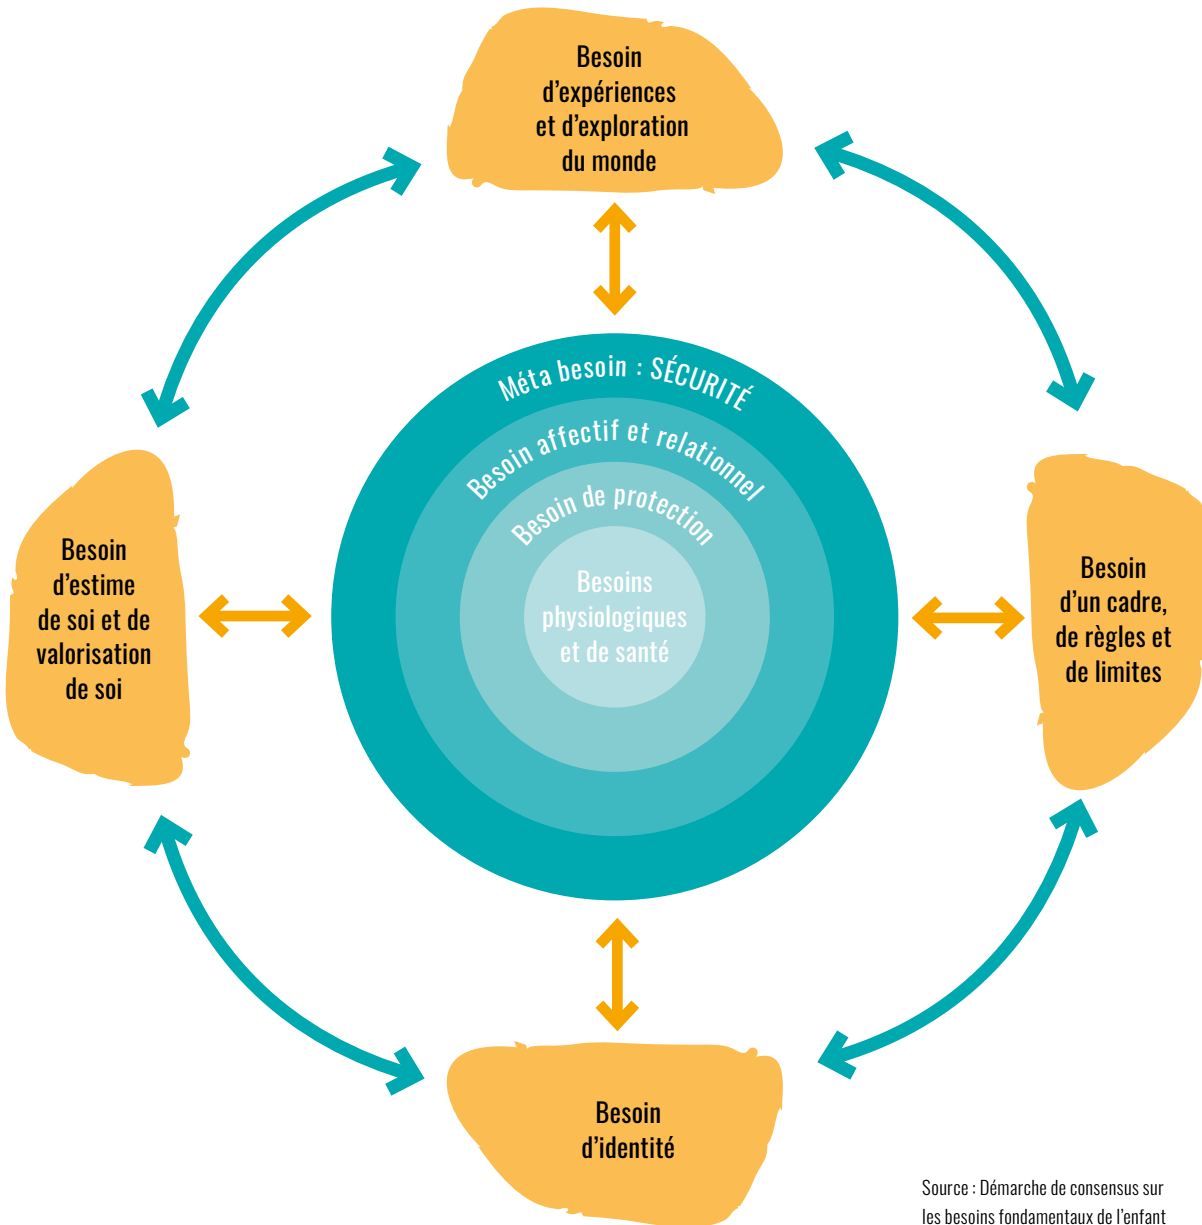 Besoin
d’expériences
et d’exploration
du monde
Méta besoin : SÉCURITÉ
Besoin affectif et relationnel
Besoin de protection
Besoins
physiologiques
et de santé
Besoin
d’estime
de soi et de
valorisation
de soi
Besoin
d’un cadre,
de règles et
de limites
Besoin
d’identité
Source : Démarche de consensus sur
les besoins fondamentaux de l’enfant